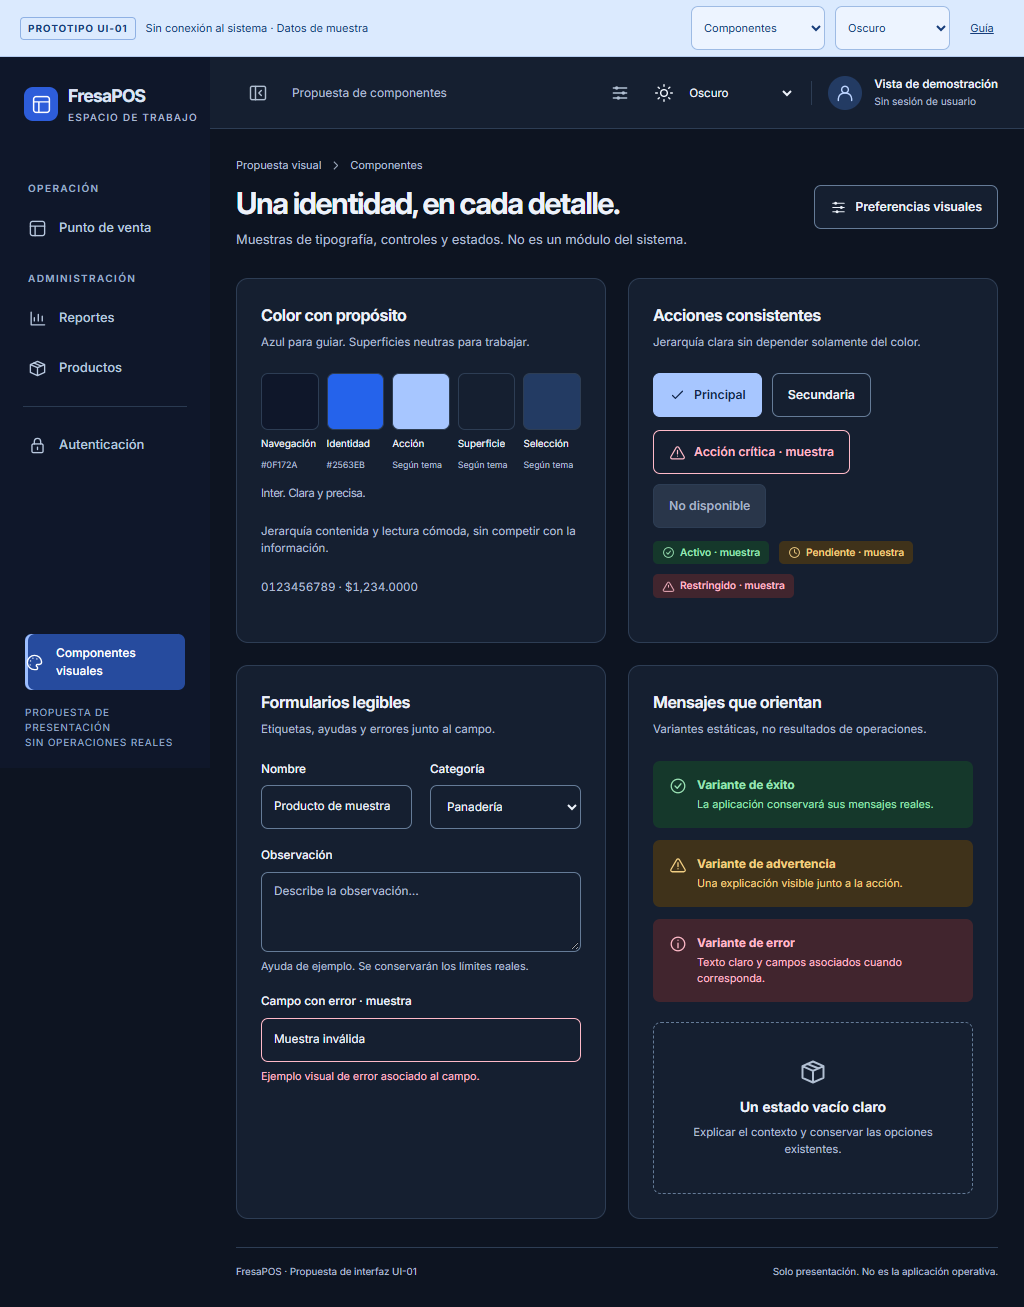 PROTOTIPO UI-01
Sin conexión al sistema · Datos de muestra
Componentes
Oscuro
Guía
FresaPOS
ESPACIO DE TRABAJO
Propuesta de componentes
Oscuro
Vista de demostración
Sin sesión de usuario
OPERACIÓN
Punto de venta
ADMINISTRACIÓN
Reportes
Productos
Autenticación
Componentes
visuales
PROPUESTA DE
PRESENTACIÓN
SIN OPERACIONES REALES
Propuesta visual
Componentes
Una identidad, en cada detalle.
Muestras de tipografía, controles y estados. No es un módulo del sistema.
Preferencias visuales
Color con propósito
Azul para guiar. Superficies neutras para trabajar.
Navegación
Identidad
Acción
Superficie
Selección
#0F172A
#2563EB
Según tema
Según tema
Según tema
Inter. Clara y precisa.
Jerarquía contenida y lectura cómoda, sin competir con la
información.
0123456789 · $1,234.0000
Acciones consistentes
Jerarquía clara sin depender solamente del color.
Principal
Secundaria
Acción crítica · muestra
No disponible
Activo · muestra
Pendiente · muestra
Restringido · muestra
Formularios legibles
Etiquetas, ayudas y errores junto al campo.
Nombre
Categoría
Producto de muestra
Panadería
Observación
Describe la observación...
Ayuda de ejemplo. Se conservarán los límites reales.
Campo con error · muestra
Muestra inválida
Ejemplo visual de error asociado al campo.
Mensajes que orientan
Variantes estáticas, no resultados de operaciones.
Variante de éxito
La aplicación conservará sus mensajes reales.
Variante de advertencia
Una explicación visible junto a la acción.
Variante de error
Texto claro y campos asociados cuando
corresponda.
Un estado vacío claro
Explicar el contexto y conservar las opciones
existentes.
FresaPOS · Propuesta de interfaz UI-01
Solo presentación. No es la aplicación operativa.